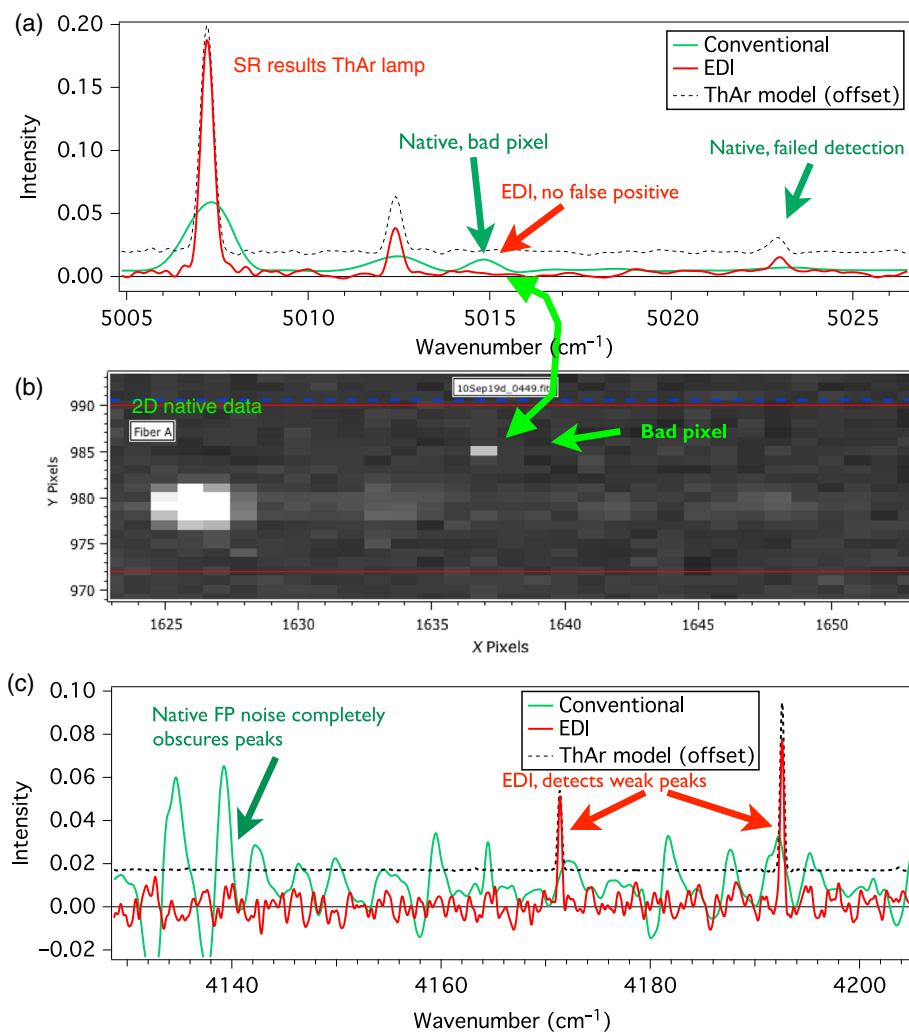 (a)
0.20
0.15
0.10
0.05
0.00
Intensity
SR results ThAr lamp
Conventional
EDI
ThAr model (offset)
Native, bad pixel
EDI, no false positive
Native, failed detection
5005 5010 5015 5020 5025
Wavenumber (cm⁻¹)
(b)
990
985
980
975
970
Y Pixels
2D native data
Fiber A
10Sep19d_0449.fit
Bad pixel
1625 1630 1635 1640 1645 1650
X Pixels
(c)
0.10
0.08
0.06
0.04
0.02
0.00
−0.02
Intensity
Native FP noise completely
obscures peaks
Conventional
EDI
ThAr model (offset)
EDI, detects weak peaks
4140 4160 4180 4200
Wavenumber (cm⁻¹)